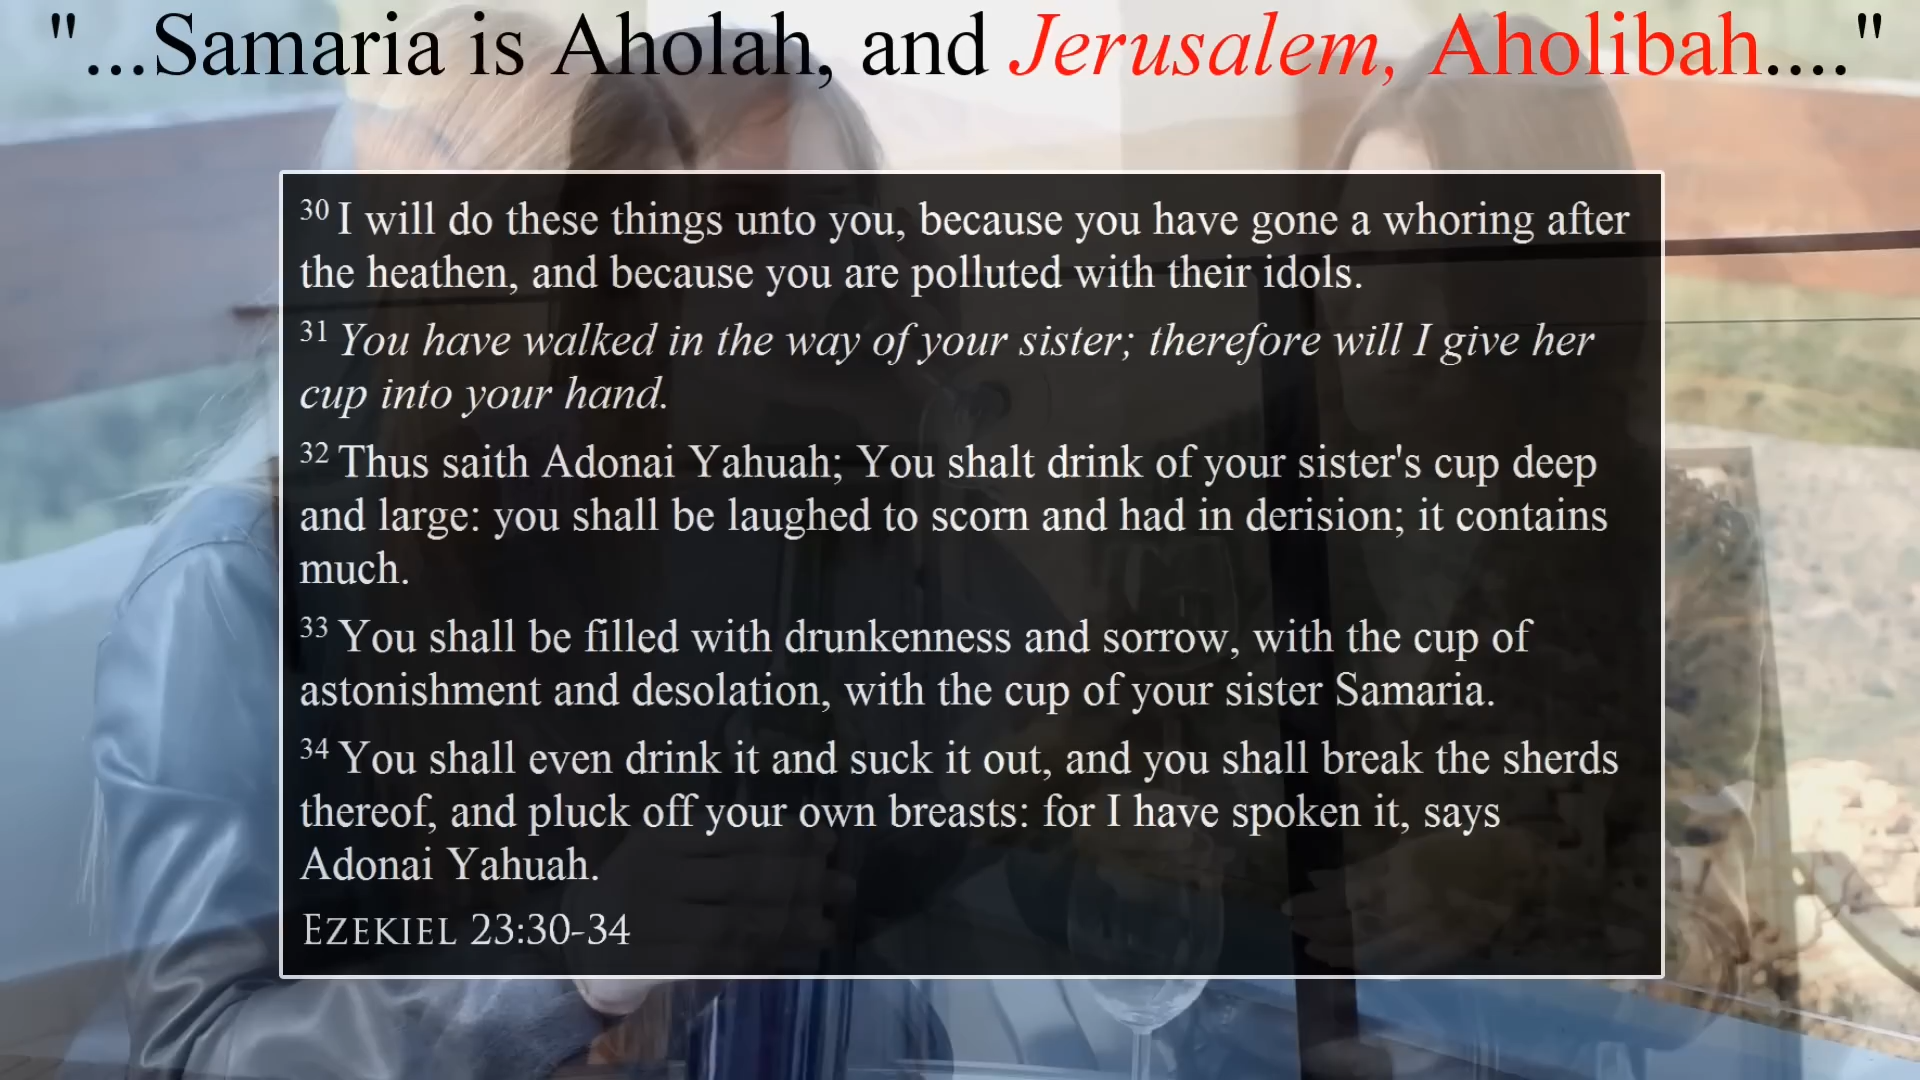 "...Samaria is Aholah, and Jerusalem, Aholibah...."
30 I will do these things unto you, because you have gone a whoring after
the heathen, and because you are polluted with their idols.
31 You have walked in the way of your sister; therefore will I give her
cup into your hand.
32 Thus saith Adonai Yahuah; You shalt drink of your sister's cup deep
and large: you shall be laughed to scorn and had in derision; it contains
much.
33 You shall be filled with drunkenness and sorrow, with the cup of
astonishment and desolation, with the cup of your sister Samaria.
34 You shall even drink it and suck it out, and you shall break the sherds
thereof, and pluck off your own breasts: for I have spoken it, says
Adonai Yahuah.
EZEKIEL 23:30-34